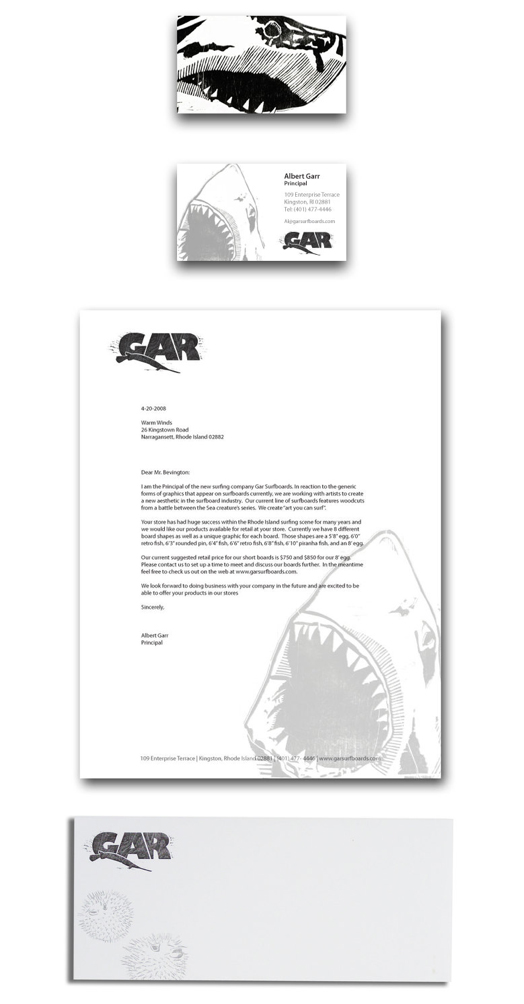 Albert Garr
Principal
109 Enterprise Terrace
Kingston, RI 02881
Tel: (401) 477-4446
Al@garsurfboards.com
GAR
GAR
4-20-2008
Warm Winds
26 Kingstown Road
Narragansett, Rhode Island 02882
Dear Mr. Bevington:
I am the Principal of the new surfing company Gar Surfboards. In reaction to the generic
forms of graphics that appear on surfboards currently, we are working with artists to create
a new aesthetic in the surfboard industry. Our current line of surfboards features woodcuts
from a battle between the Sea creature's series. We create "art you can surf".
Your store has had huge success within the Rhode Island surfing scene for many years and
we would like our products available for retail at your store. Currently we have 8 different
board shapes as well as a unique graphic for each board. Those shapes are a 5'8" egg, 6'0"
retro fish, 6'3" rounded pin, 6'4" fish, 6'6" retro fish, 6'8" fish, 6'10" piranha fish, and an 8' egg.
Our current suggested retail price for our short boards is $750 and $850 for our 8' egg.
Please contact us to set up a time to meet and discuss our boards further. In the meantime
feel free to check us out on the web at www.garsurfboards.com.
We look forward to doing business with your company in the future and are excited to be
able to offer your products in our stores
Sincerely,
Albert Garr
Principal
109 Enterprise Terrace | Kingston, Rhode Island 02881 | (401) 477-4446 | www.garsurfboards.com
GAR